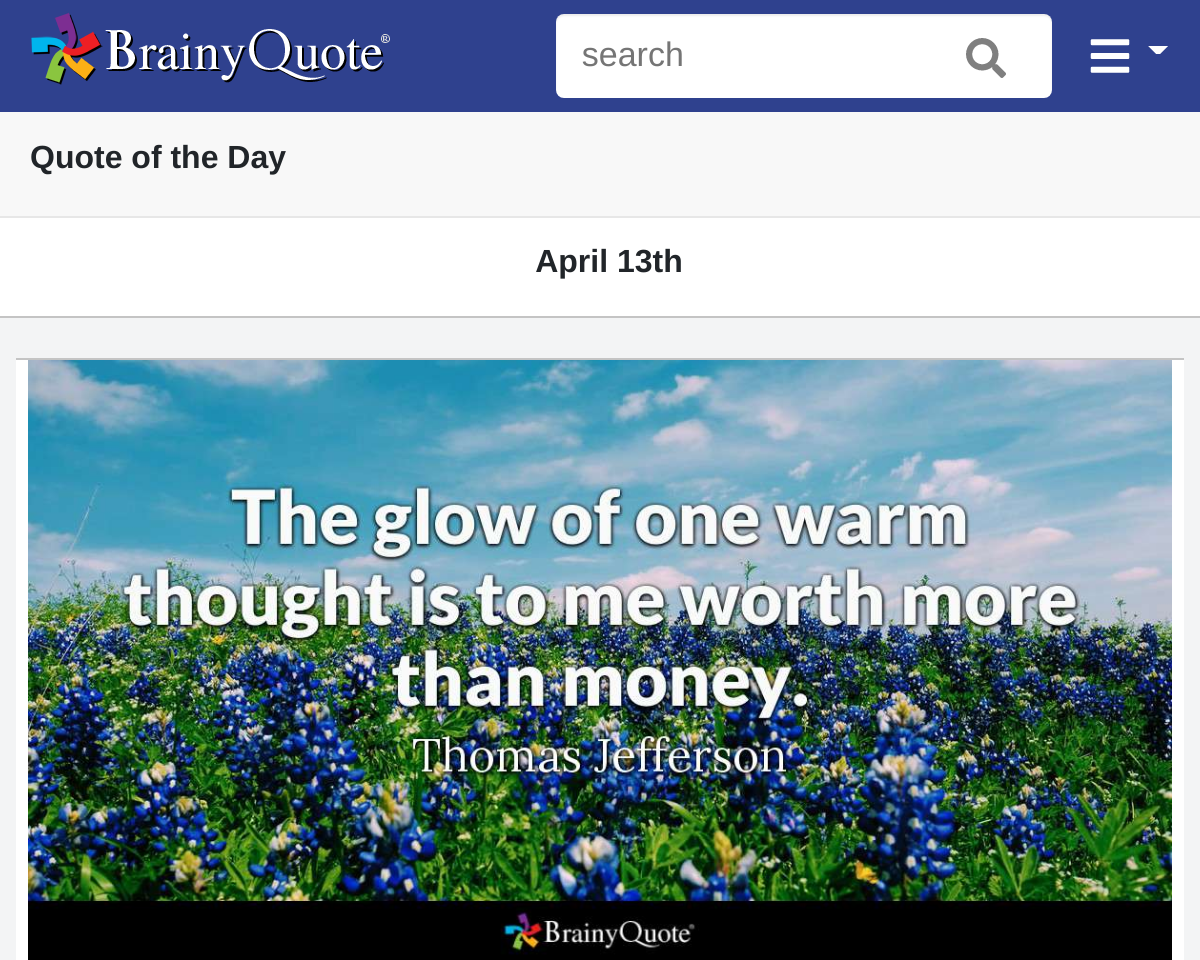 BrainyQuote®
search
Quote of the Day
April 13th
The glow of one warm
thought is to me worth more
than money.
Thomas Jefferson
BrainyQuote®